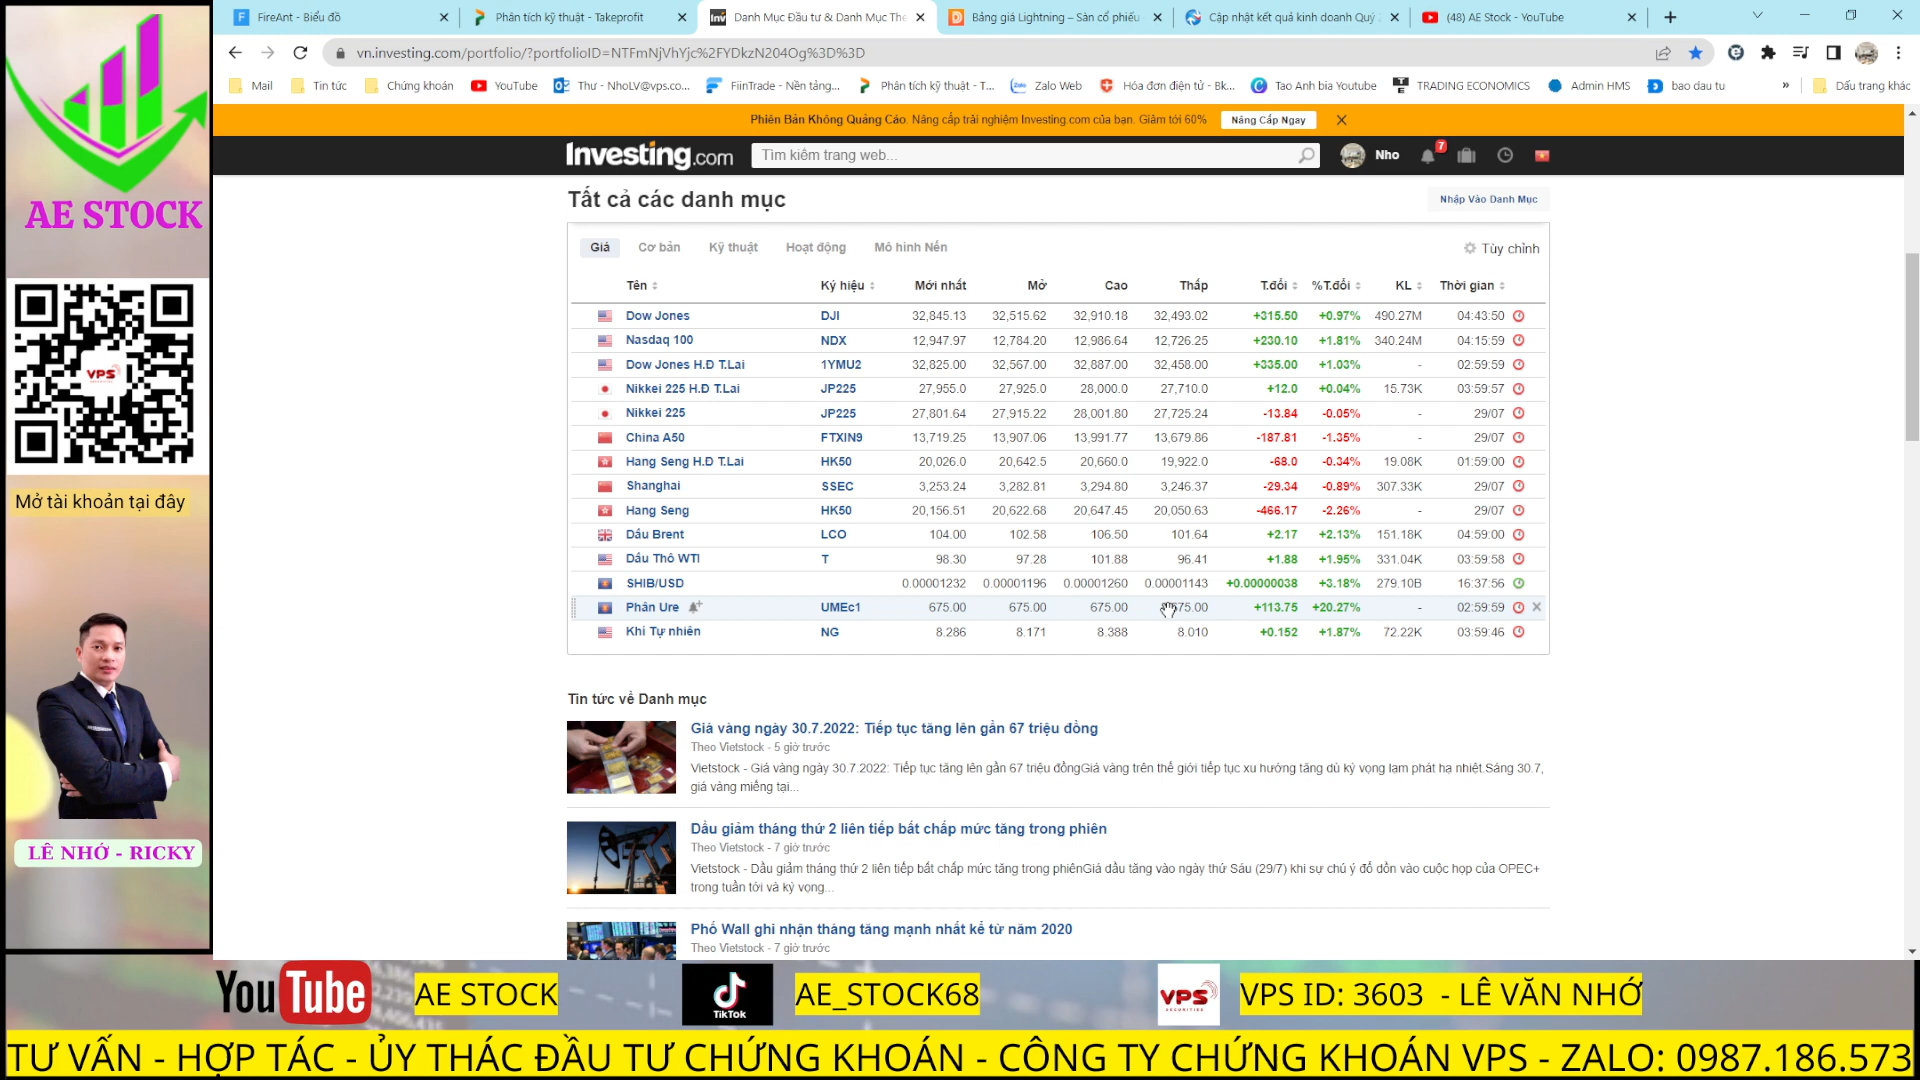 FireAnt - Biểu đồ
Phân tích kỹ thuật - Takeprofit
Danh Mục Đầu tư & Danh Mục The
Bảng giá Lightning – Sàn cổ phiếu
Cập nhật kết quả kinh doanh Quý 2
(48) AE Stock - YouTube
vn.investing.com/portfolio/?portfolioID=NTFmNjVhYjc%2FYDkzN204Og%3D%3D
Mail
Tin tức
Chứng khoán
YouTube
Thư - NhoLV@vps.co...
FiinTrade - Nền tảng...
Phân tích kỹ thuật - T...
Zalo Web
Hóa đơn điện tử - Bk...
Tao Anh bia Youtube
TRADING ECONOMICS
Admin HMS
bao dau tu
»
Dấu trang khác
Phiên Bản Không Quảng Cáo. Nâng cấp trải nghiệm Investing.com của bạn. Giảm tới 60%
Nâng Cấp Ngay
Investing.com
Tìm kiếm trang web...
Nho
7
Tất cả các danh mục
Nhập Vào Danh Mục
Giá Cơ bản Kỹ thuật Hoạt động Mô hình Nến
Tùy chỉnh
Tên Ký hiệu Mới nhất Mở Cao Thấp T.đổi %T.đổi KL Thời gian
Dow Jones DJI 32,845.13 32,515.62 32,910.18 32,493.02 +315.50 +0.97% 490.27M 04:43:50
Nasdaq 100 NDX 12,947.97 12,784.20 12,986.64 12,726.25 +230.10 +1.81% 340.24M 04:15:59
Dow Jones H.Đ T.Lai 1YMU2 32,825.00 32,567.00 32,887.00 32,458.00 +335.00 +1.03% - 02:59:59
Nikkei 225 H.Đ T.Lai JP225 27,955.0 27,925.0 28,000.0 27,710.0 +12.0 +0.04% 15.73K 03:59:57
Nikkei 225 JP225 27,801.64 27,915.22 28,001.80 27,725.24 -13.84 -0.05% - 29/07
China A50 FTXIN9 13,719.25 13,907.06 13,991.77 13,679.86 -187.81 -1.35% - 29/07
Hang Seng H.Đ T.Lai HK50 20,026.0 20,642.5 20,660.0 19,922.0 -68.0 -0.34% 19.08K 01:59:00
Shanghai SSEC 3,253.24 3,282.81 3,294.80 3,246.37 -29.34 -0.89% 307.33K 29/07
Hang Seng HK50 20,156.51 20,622.68 20,647.45 20,050.63 -466.17 -2.26% - 29/07
Dầu Brent LCO 104.00 102.58 106.50 101.64 +2.17 +2.13% 151.18K 04:59:00
Dầu Thô WTI T 98.30 97.28 101.88 96.41 +1.88 +1.95% 331.04K 03:59:58
SHIB/USD 0.00001232 0.00001196 0.00001260 0.00001143 +0.00000038 +3.18% 279.10B 16:37:56
Phân Ure UMEc1 675.00 675.00 675.00 675.00 +113.75 +20.27% - 02:59:59
Khí Tự nhiên NG 8.286 8.171 8.388 8.010 +0.152 +1.87% 72.22K 03:59:46
Tin tức về Danh mục
Giá vàng ngày 30.7.2022: Tiếp tục tăng lên gần 67 triệu đồng
Theo Vietstock - 5 giờ trước
Vietstock - Giá vàng ngày 30.7.2022: Tiếp tục tăng lên gần 67 triệu đồngGiá vàng trên thế giới tiếp tục xu hướng tăng dù kỳ vọng lạm phát hạ nhiệt.Sáng 30.7,
giá vàng miếng tại...
Dầu giảm tháng thứ 2 liên tiếp bất chấp mức tăng trong phiên
Theo Vietstock - 7 giờ trước
Vietstock - Dầu giảm tháng thứ 2 liên tiếp bất chấp mức tăng trong phiênGiá dầu tăng vào ngày thứ Sáu (29/7) khi sự chú ý đổ dồn vào cuộc họp của OPEC+
trong tuần tới và kỳ vọng...
Phố Wall ghi nhận tháng tăng mạnh nhất kể từ năm 2020
Theo Vietstock - 7 giờ trước
AE STOCK
VPS
Mở tài khoản tại đây
LÊ NHỚ - RICKY
YouTube
AE STOCK
TikTok
AE_STOCK68
VPS
SECURITIES
VPS ID: 3603 - LÊ VĂN NHỚ
TƯ VẤN - HỢP TÁC - ỦY THÁC ĐẦU TƯ CHỨNG KHOÁN - CÔNG TY CHỨNG KHOÁN VPS - ZALO: 0987.186.573